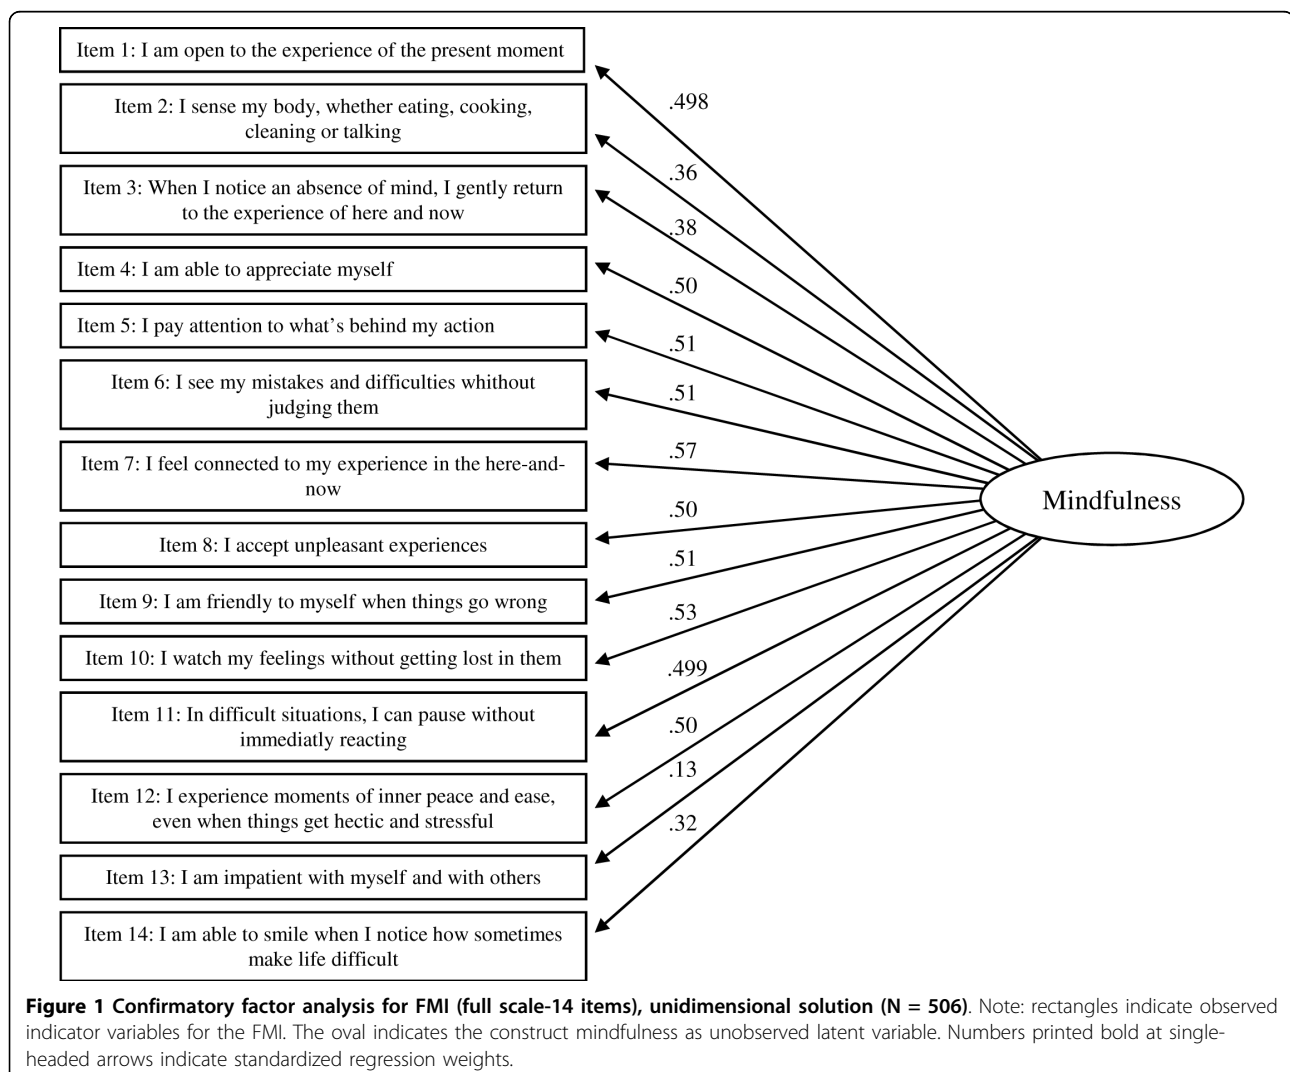 Item 1: I am open to the experience of the present moment
Item 2: I sense my body, whether eating, cooking,
cleaning or talking
Item 3: When I notice an absence of mind, I gently return
to the experience of here and now
Item 4: I am able to appreciate myself
Item 5: I pay attention to what’s behind my action
Item 6: I see my mistakes and difficulties whithout
judging them
Item 7: I feel connected to my experience in the here-and-
now
Item 8: I accept unpleasant experiences
Item 9: I am friendly to myself when things go wrong
Item 10: I watch my feelings without getting lost in them
Item 11: In difficult situations, I can pause without
immediatly reacting
Item 12: I experience moments of inner peace and ease,
even when things get hectic and stressful
Item 13: I am impatient with myself and with others
Item 14: I am able to smile when I notice how sometimes
make life difficult
.498
.36
.38
.50
.51
.51
.57
.50
.51
.53
.499
.50
.13
.32
Mindfulness
Figure 1 Confirmatory factor analysis for FMI (full scale-14 items), unidimensional solution (N = 506). Note: rectangles indicate observed
indicator variables for the FMI. The oval indicates the construct mindfulness as unobserved latent variable. Numbers printed bold at single-
headed arrows indicate standardized regression weights.